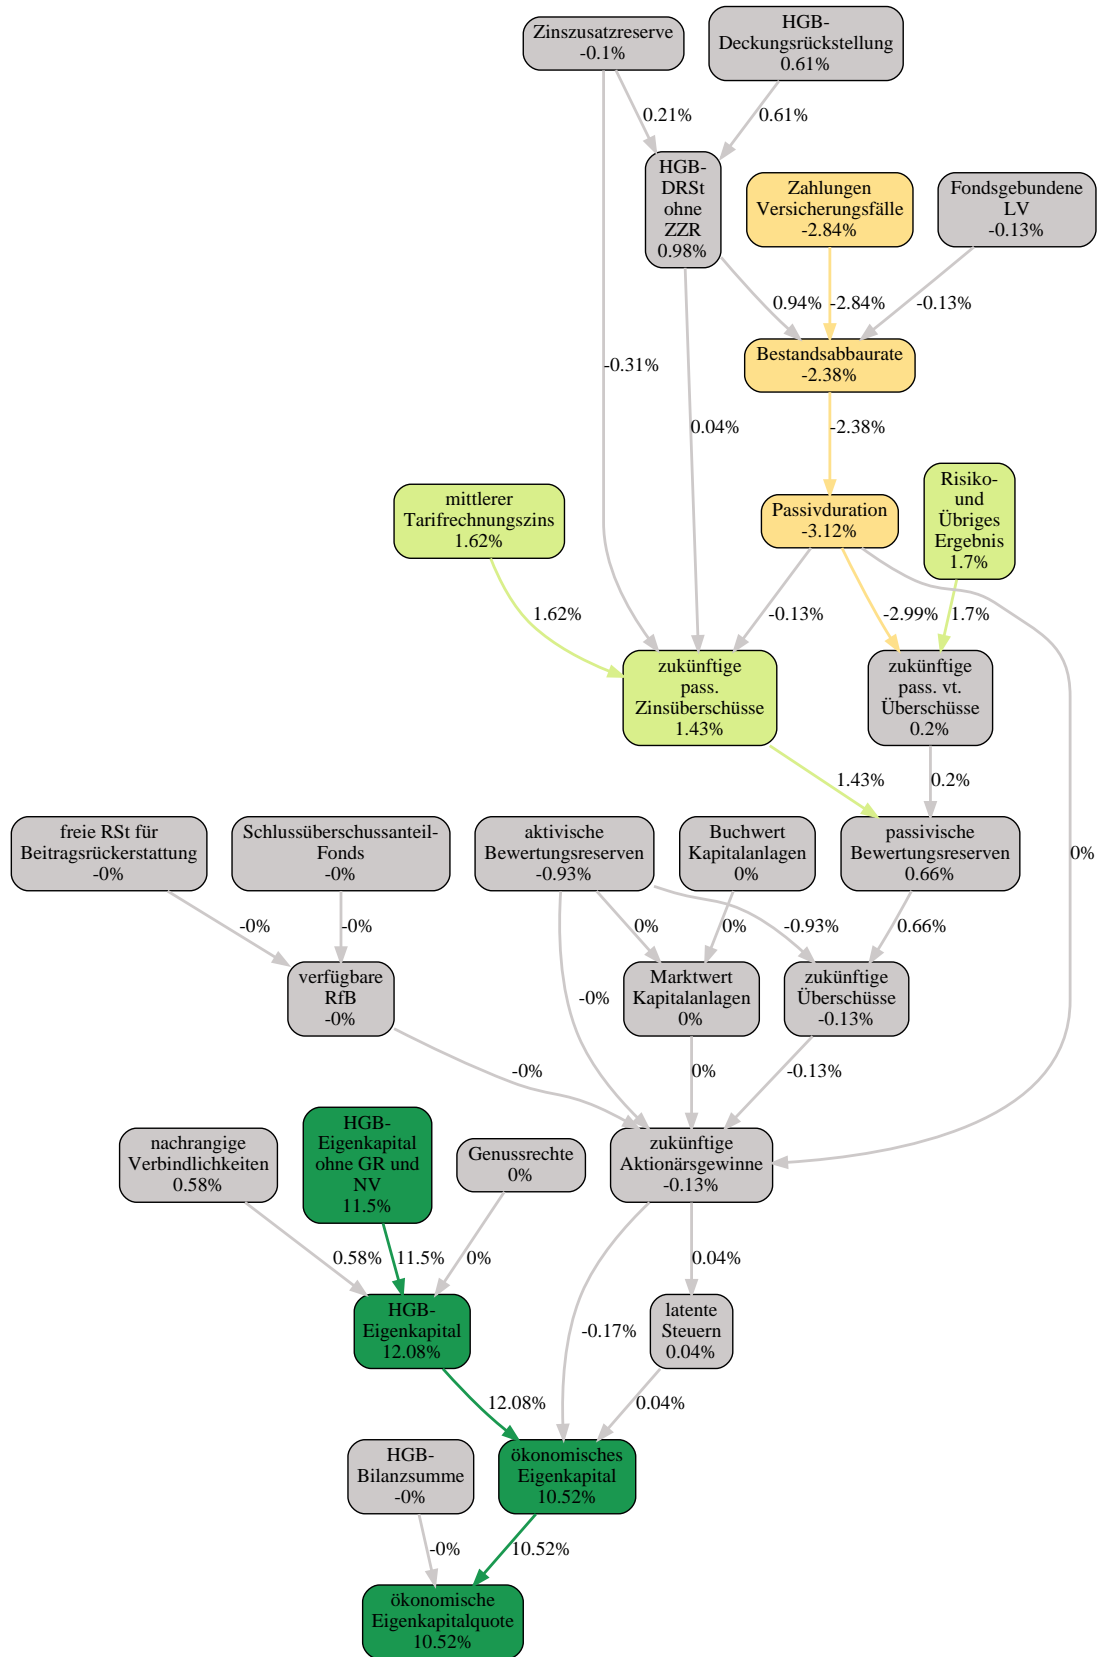 Zinszusatzreserve
-0.1%
HGB-
Deckungsrückstellung
0.61%
0.21%
0.61%
HGB-
DRSt
ohne
ZZR
0.98%
Zahlungen
Versicherungsfälle
-2.84%
Fondsgebundene
LV
-0.13%
0.94%
-2.84%
-0.13%
Bestandsabbaurate
-2.38%
-0.31%
0.04%
-2.38%
mittlerer
Tarifrechnungszins
1.62%
Passivduration
-3.12%
Risiko-
und
Übriges
Ergebnis
1.7%
1.62%
-0.13%
-2.99%
1.7%
zukünftige
pass.
Zinsüberschüsse
1.43%
zukünftige
pass. vt.
Überschüsse
0.2%
1.43%
0.2%
freie RSt für
Beitragsrückerstattung
-0%
Schlussüberschussanteil-
Fonds
-0%
aktivische
Bewertungsreserven
-0.93%
Buchwert
Kapitalanlagen
0%
passivische
Bewertungsreserven
0.66%
0%
-0%
-0%
0%
0%
-0.93%
0.66%
verfügbare
RfB
-0%
-0%
Marktwert
Kapitalanlagen
0%
zukünftige
Überschüsse
-0.13%
-0%
0%
-0.13%
nachrangige
Verbindlichkeiten
0.58%
HGB-
Eigenkapital
ohne GR und
NV
11.5%
Genussrechte
0%
zukünftige
Aktionärsgewinne
-0.13%
0.58%
11.5%
0%
0.04%
HGB-
Eigenkapital
12.08%
-0.17%
latente
Steuern
0.04%
12.08%
0.04%
HGB-
Bilanzsumme
-0%
ökonomisches
Eigenkapital
10.52%
-0%
10.52%
ökonomische
Eigenkapitalquote
10.52%